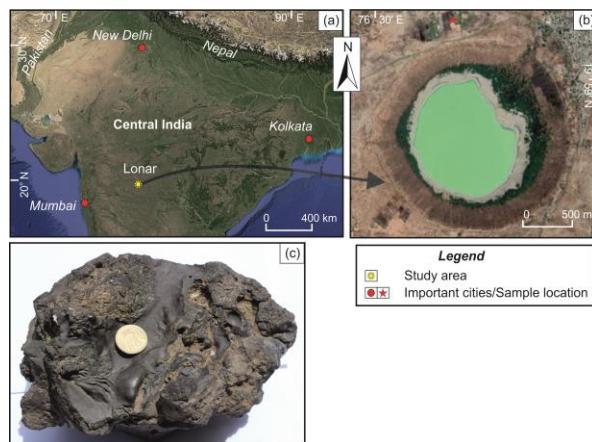 70 E
90 E
(a)
New Delhi
30 N
Pakistan
Nepal
Central India
Kolkata
Lonar
20 N
Mumbai
0 400 km
N
76 30' E
(b)
0 500 m
(c)
Legend
Study area
Important cities/Sample location